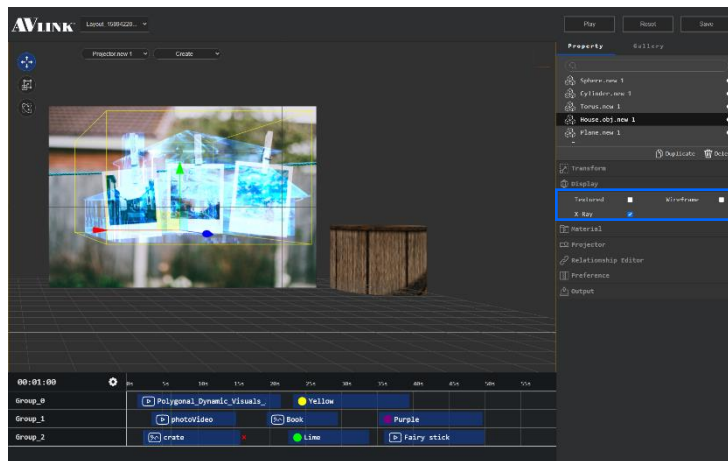 AVLINK Layout 15884228... Play Reset Save
Property Gallery
Projector.new 1 Create
Sphere.new 1
Cylinder.new 1
Torus.new 1
House.obj.new 1
Plane.new 1
Duplicate
Transform
Display
Textured Wireframe
X-Ray
Material
Projector
Relationship Editor
Preference
Output
00:01:00 0s 5s 10s 15s 20s 25s 30s 35s 40s 45s 50s 55s
Group_0 Polygonal_Dynamic_Visuals_ Yellow
Group_1 photoVideo Book Purple
Group_2 crate Lime Fairy stick